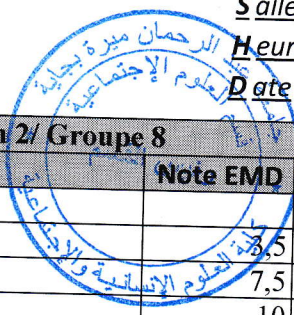 Salle
Heur
Date
2/ Groupe 8
Note EMD
3,5
7,5
10
الرحمان ميرة بجاية
قسم العلوم الإجتماعية
كلية العلوم الإنسانية والإجتماعية